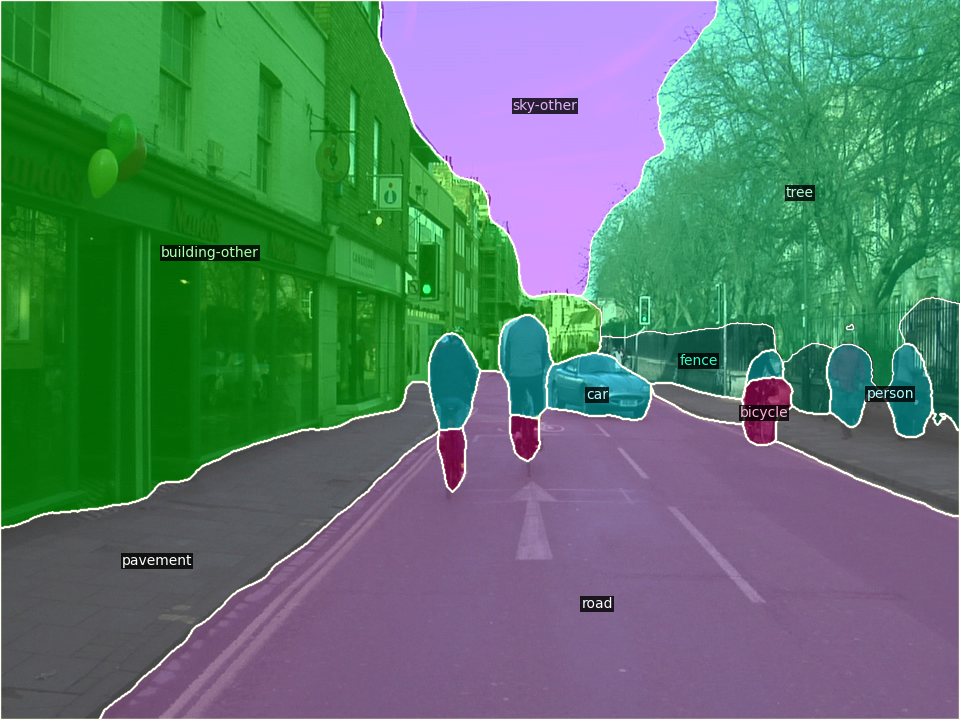 sky-other
tree
building-other
fence
car
person
bicycle
pavement
road